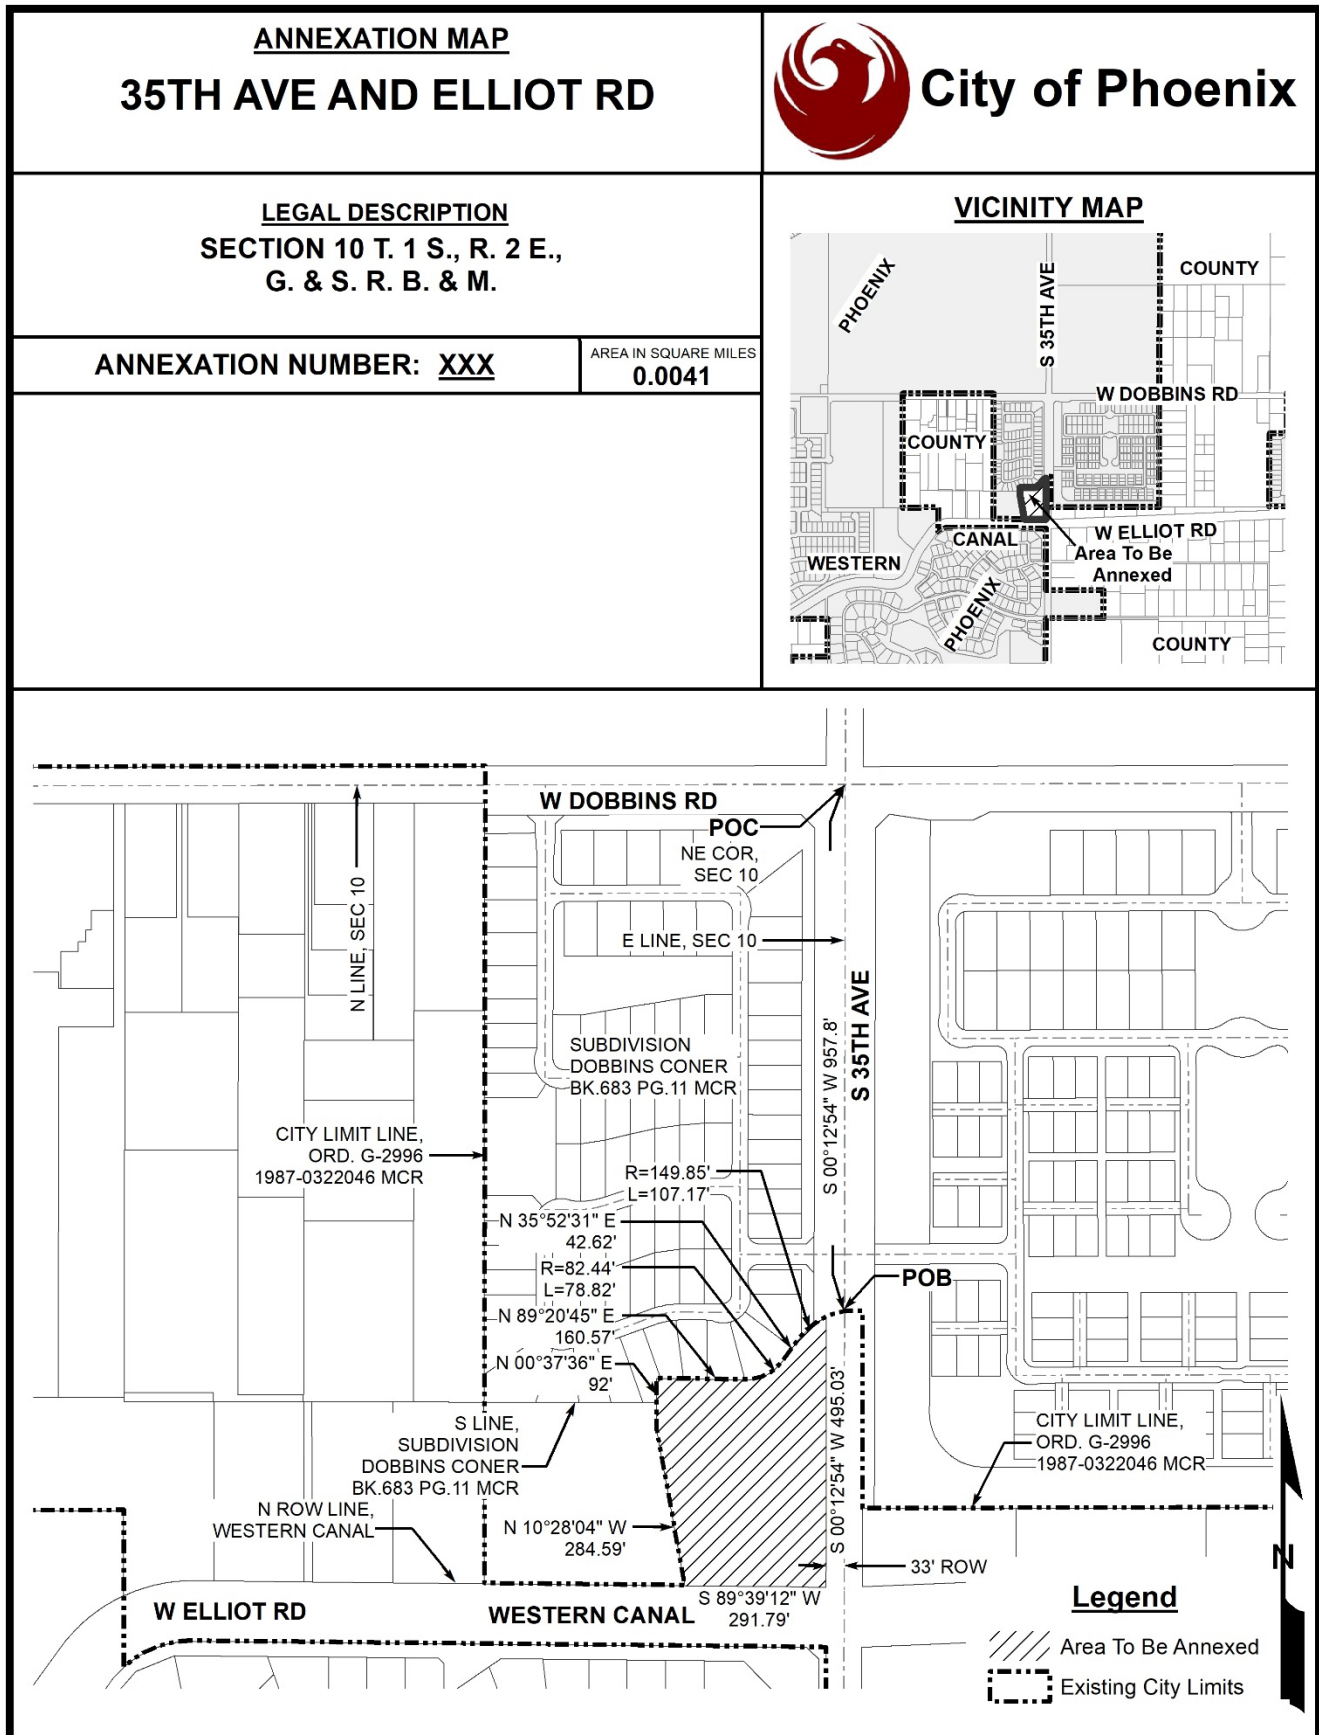 ANNEXATION MAP
35TH AVE AND ELLIOT RD
City of Phoenix
LEGAL DESCRIPTION
SECTION 10 T. 1 S., R. 2 E.,
G. & S. R. B. & M.
ANNEXATION NUMBER: XXX
AREA IN SQUARE MILES
0.0041
VICINITY MAP
PHOENIX
S 35TH AVE
COUNTY
W DOBBINS RD
COUNTY
CANAL
W ELLIOT RD
Area To Be
Annexed
WESTERN
PHOENIX
COUNTY
W DOBBINS RD
POC
NE COR,
SEC 10
N LINE, SEC 10
E LINE, SEC 10
S 35TH AVE
S 00°12'54" W 957.8'
SUBDIVISION
DOBBINS CONER
BK.683 PG.11 MCR
CITY LIMIT LINE,
ORD. G-2996
1987-0322046 MCR
R=149.85'
L=107.17'
N 35°52'31" E
42.62'
R=82.44'
L=78.82'
N 89°20'45" E
160.57'
N 00°37'36" E
92'
POB
S LINE,
SUBDIVISION
DOBBINS CONER
BK.683 PG.11 MCR
S 00°12'54" W 495.03'
CITY LIMIT LINE,
ORD. G-2996
1987-0322046 MCR
N ROW LINE,
WESTERN CANAL
N 10°28'04" W
284.59'
33' ROW
N
W ELLIOT RD
WESTERN CANAL
S 89°39'12" W
291.79'
Legend
Area To Be Annexed
Existing City Limits